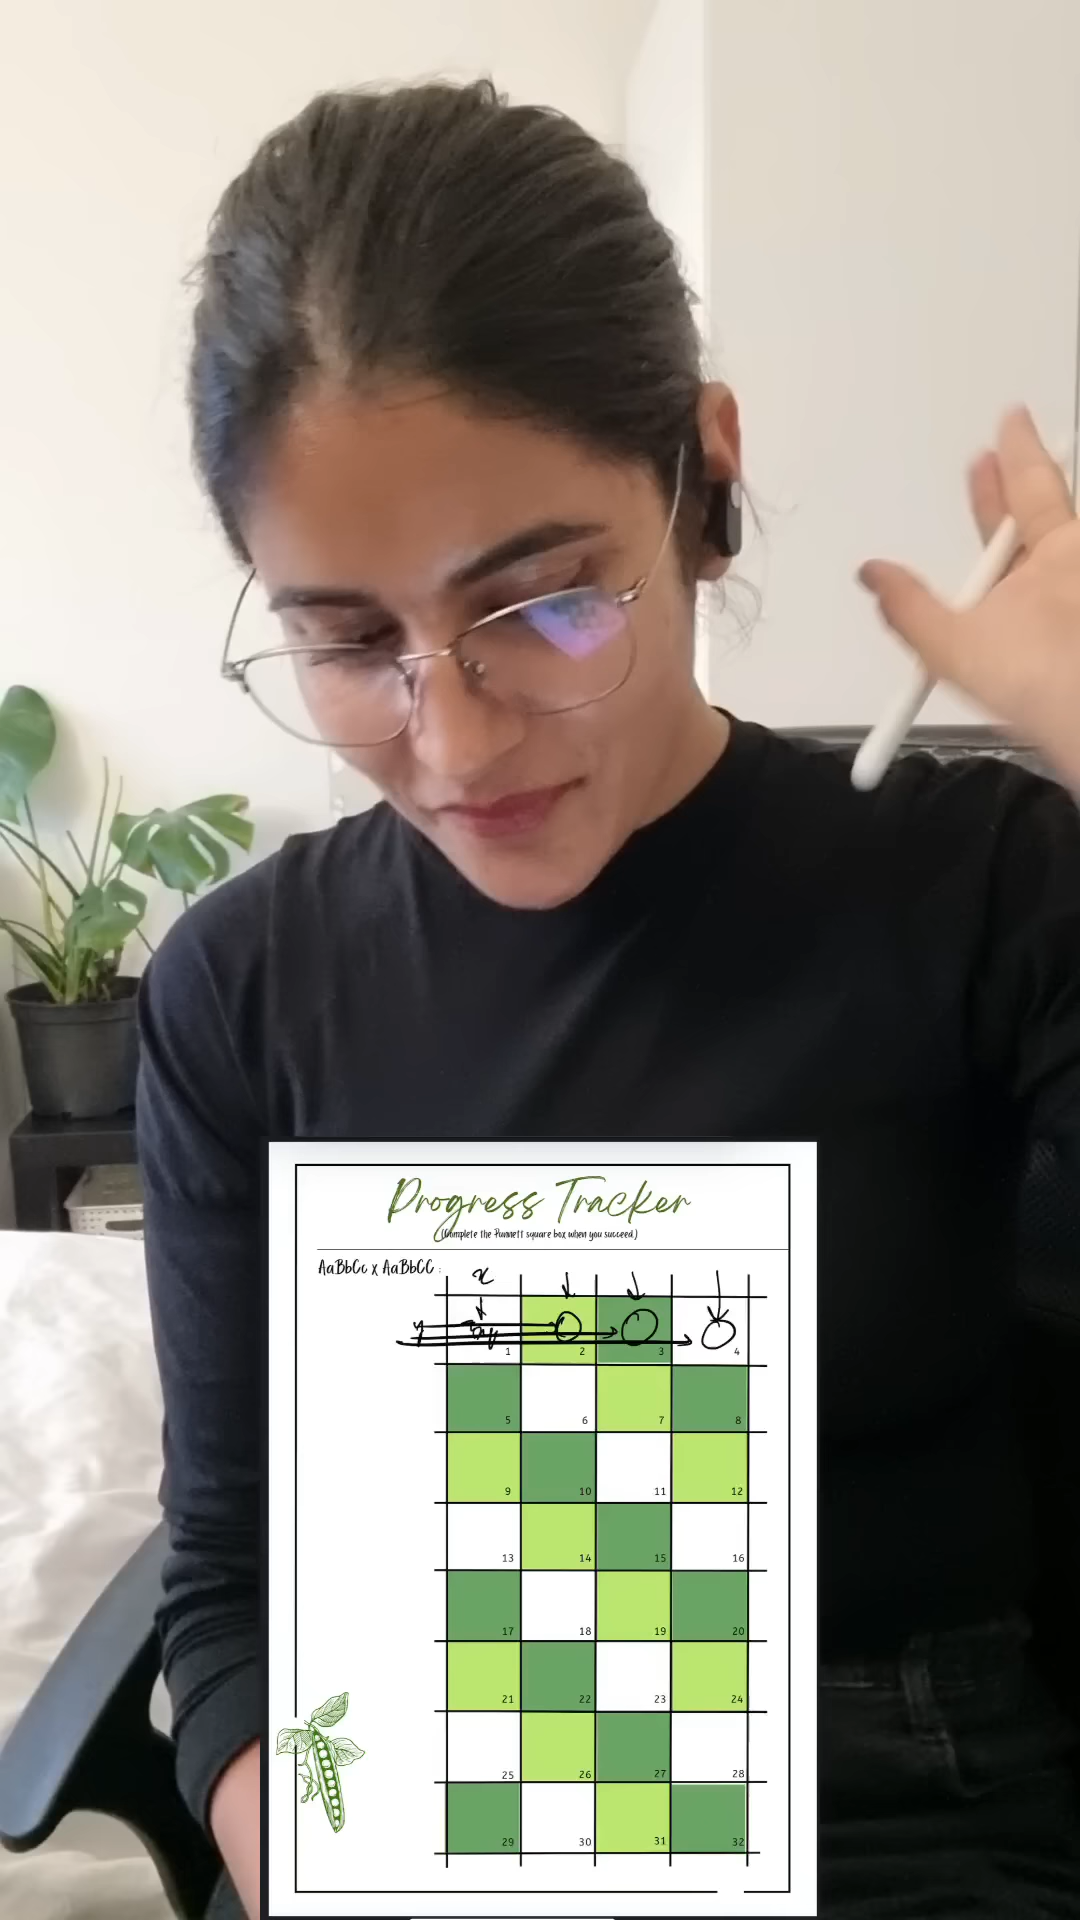 Progress Tracker
(Complete the Punnett square box when you succeed)
AaBbCc x AaBbCC :
x
y
1 2 3 4
5 6 7 8
9 10 11 12
13 14 15 16
17 18 19 20
21 22 23 24
25 26 27 28
29 30 31 32